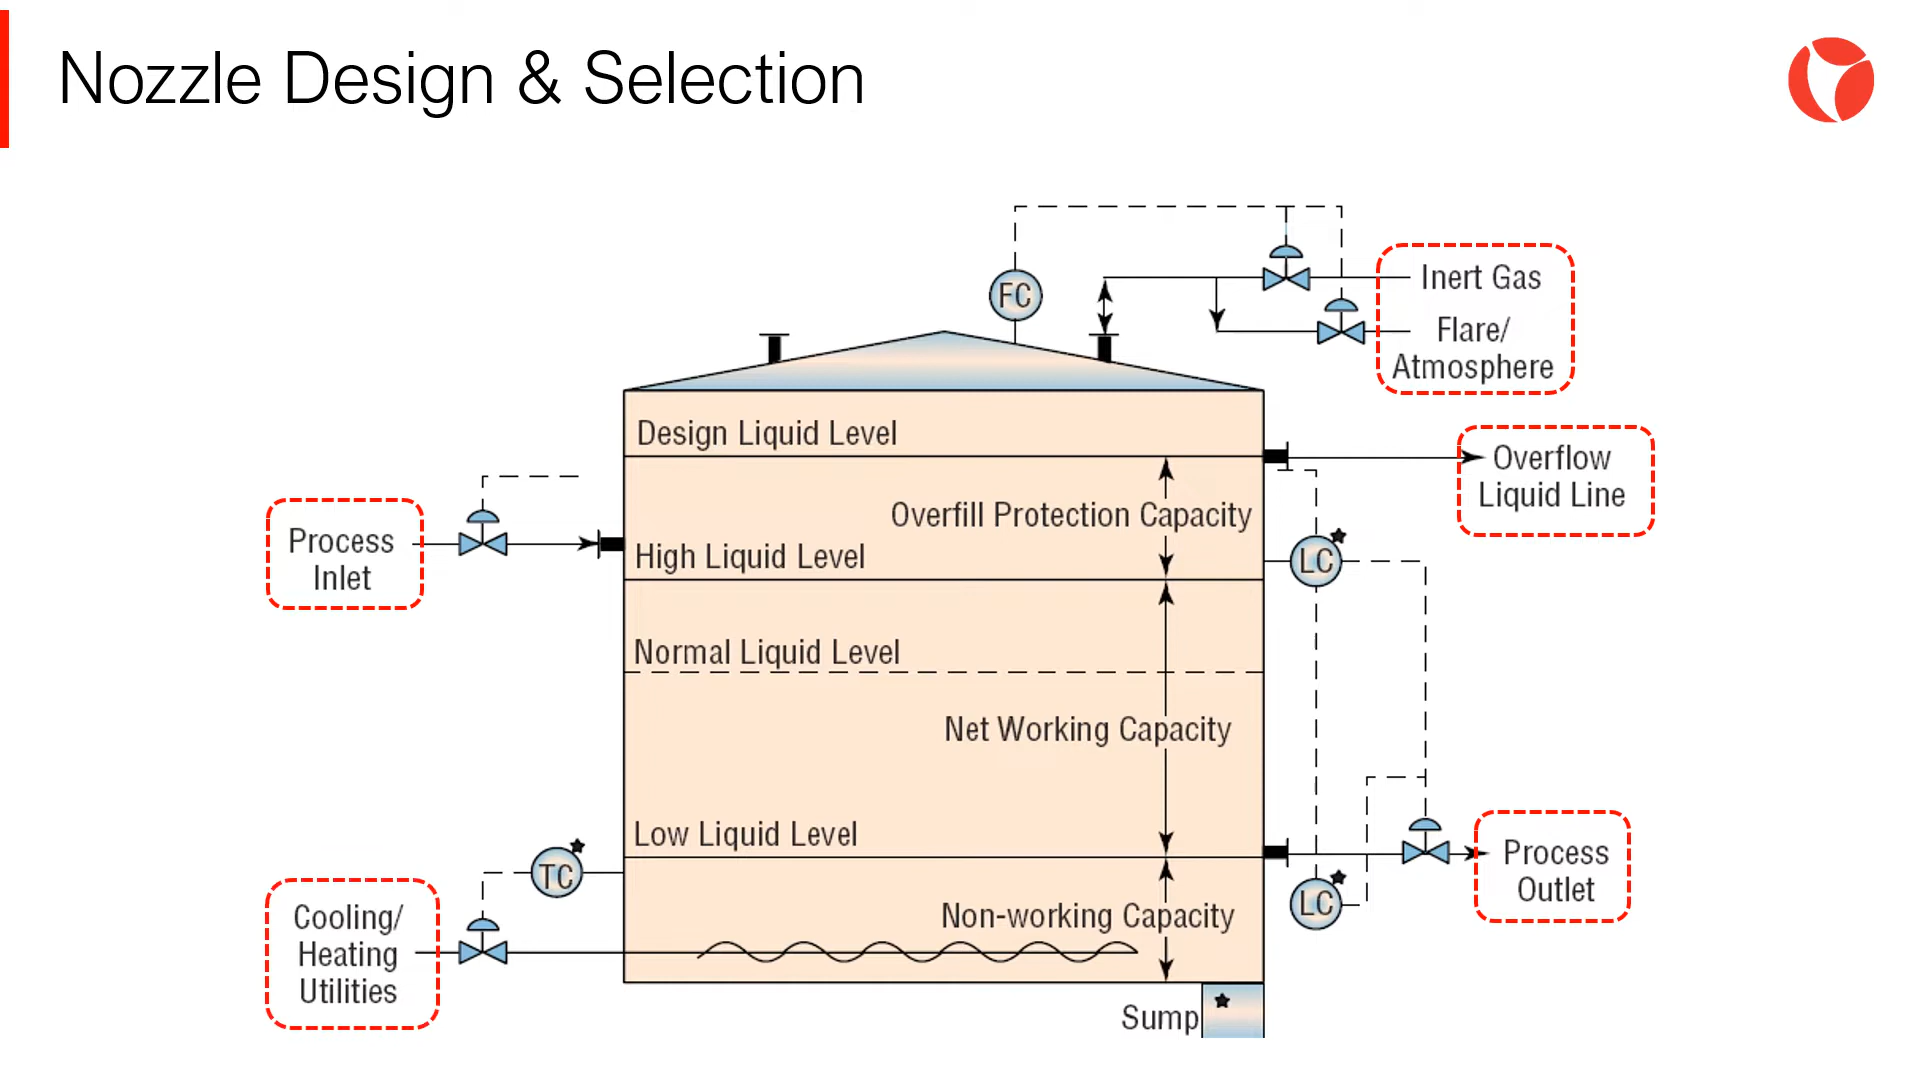 Nozzle Design & Selection
FC
Inert Gas
Flare/
Atmosphere
Design Liquid Level
Overflow
Liquid Line
Overfill Protection Capacity
Process
Inlet
High Liquid Level
LC
Normal Liquid Level
Net Working Capacity
Low Liquid Level
Process
Outlet
TC
LC
Cooling/
Heating
Utilities
Non-working Capacity
Sump